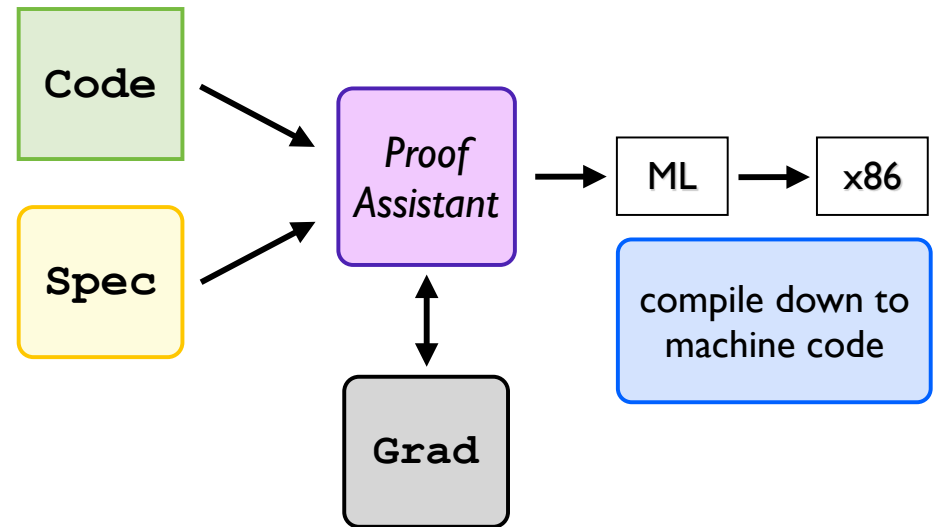 Code
Spec
Proof
Assistant
Grad
ML
x86
compile down to
machine code